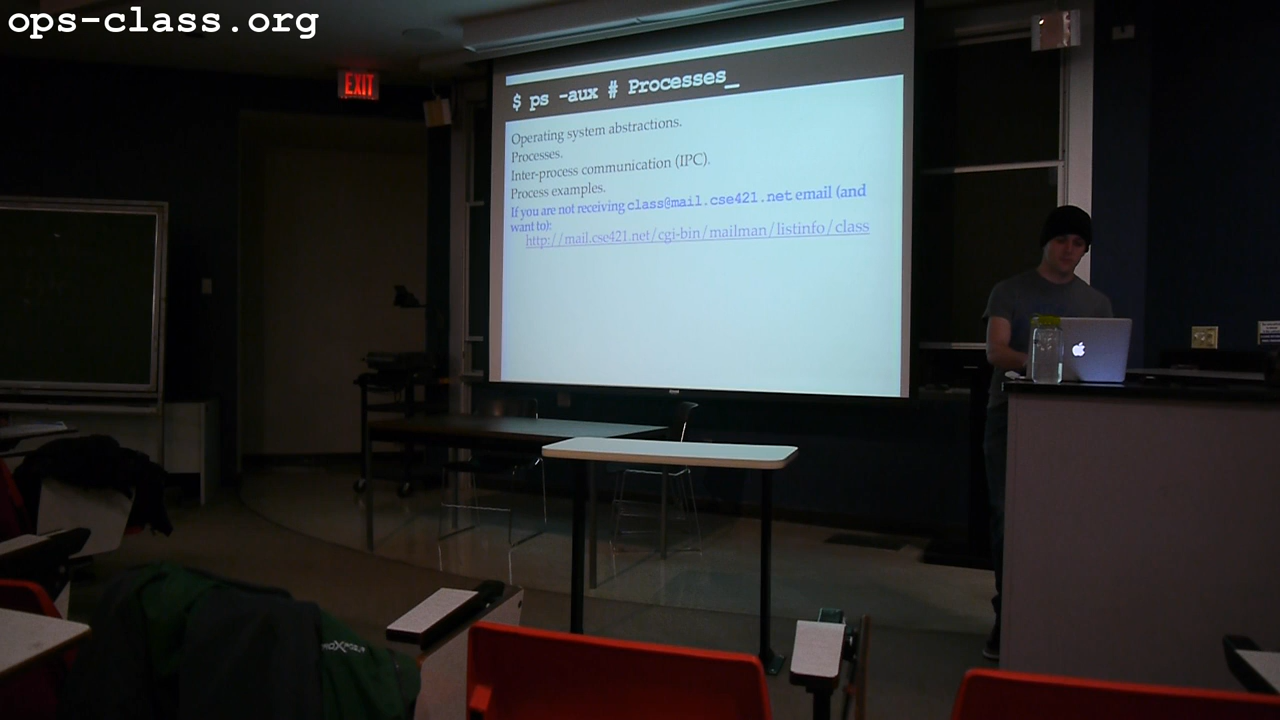 ops-class.org
EXIT
$ ps -aux # Processes_
Operating system abstractions.
Processes.
Inter-process communication (IPC).
Process examples.
If you are not receiving class@mail.cse421.net email (and
want to):
http://mail.cse421.net/cgi-bin/mailman/listinfo/class